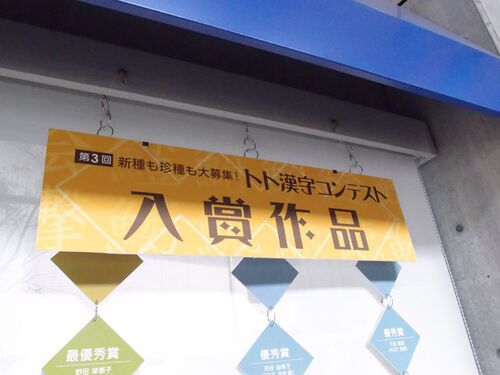 第3回 新種も珍種も大募集! トト漢字コンテスト
入賞作品
最優秀賞
優秀賞
優秀賞